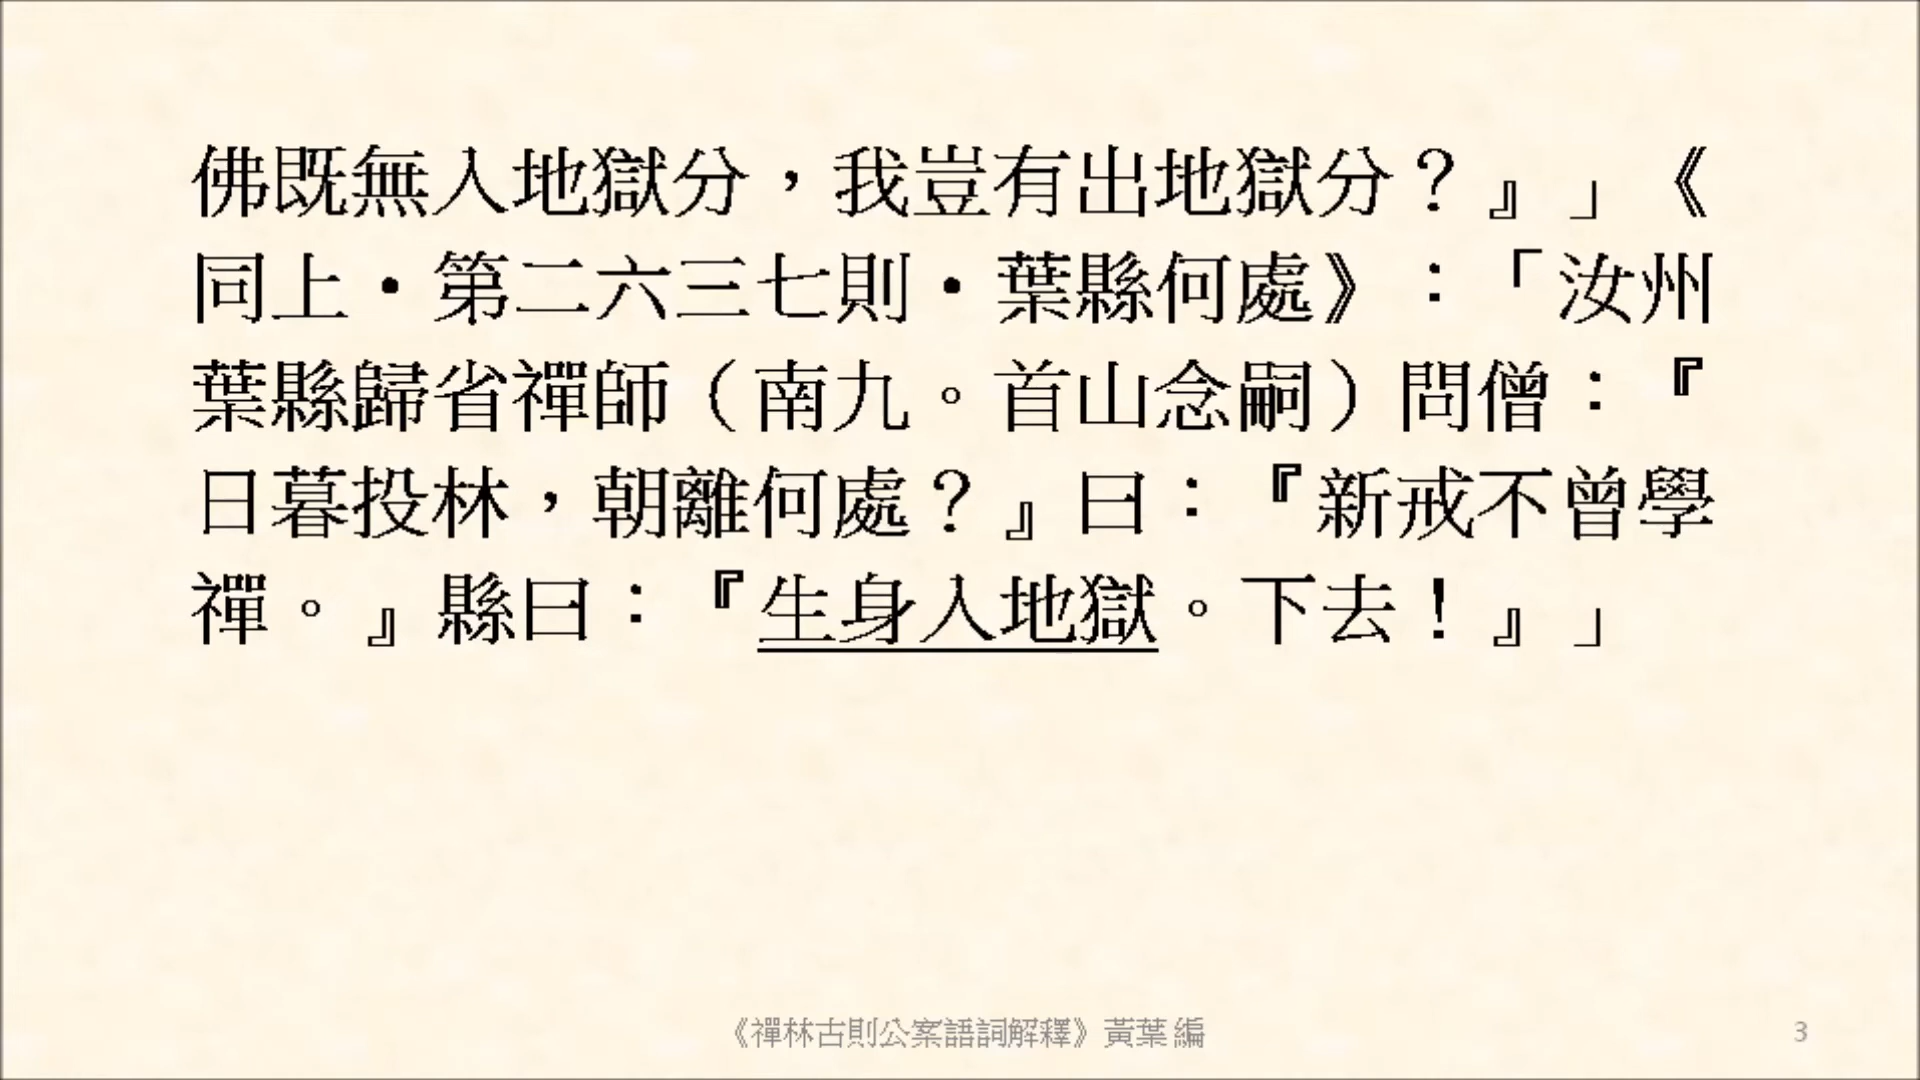 佛既無入地獄分，我豈有出地獄分？』」《
同上•第二六三七則•葉縣何處》：「汝州
葉縣歸省禪師（南九。首山念嗣）問僧：『
日暮投林，朝離何處？』曰：『新戒不曾學
禪。』縣曰：『生身入地獄。下去！』」
《禪林古則公案語詞解釋》黃葉 編
3